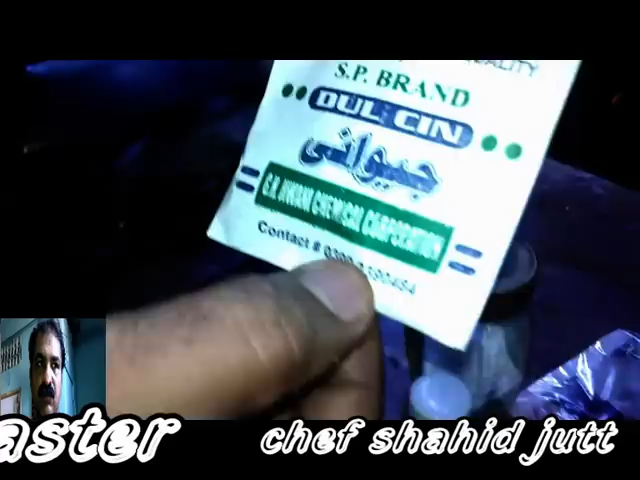 S.P. BRAND
DUL CIN
جیوانی
G.R. JIWANI CHEMICAL CORPORATION
Contact #
aster
chef shahid jutt